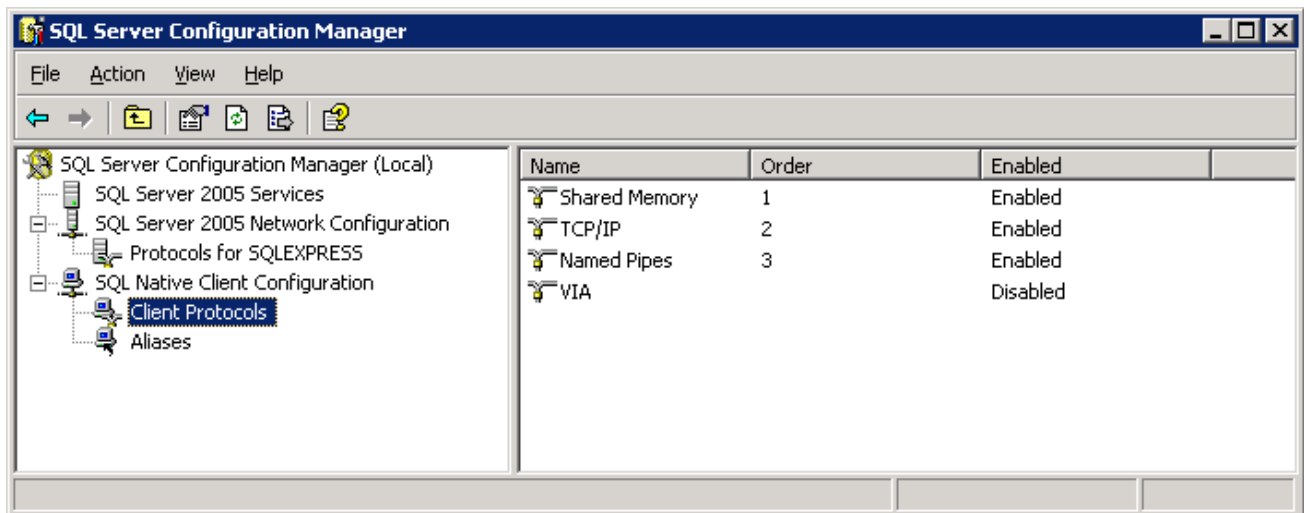 SQL Server Configuration Manager
File Action View Help
SQL Server Configuration Manager (Local)
SQL Server 2005 Services
SQL Server 2005 Network Configuration
Protocols for SQLEXPRESS
SQL Native Client Configuration
Client Protocols
Aliases
Name Order Enabled
Shared Memory 1 Enabled
TCP/IP 2 Enabled
Named Pipes 3 Enabled
VIA Disabled